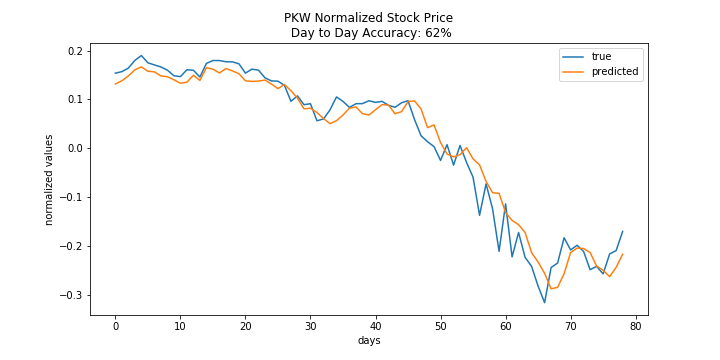 PKW Normalized Stock Price
Day to Day Accuracy: 62%
true
predicted
normalized values
0.2
0.1
0.0
−0.1
−0.2
−0.3
0 10 20 30 40 50 60 70 80
days